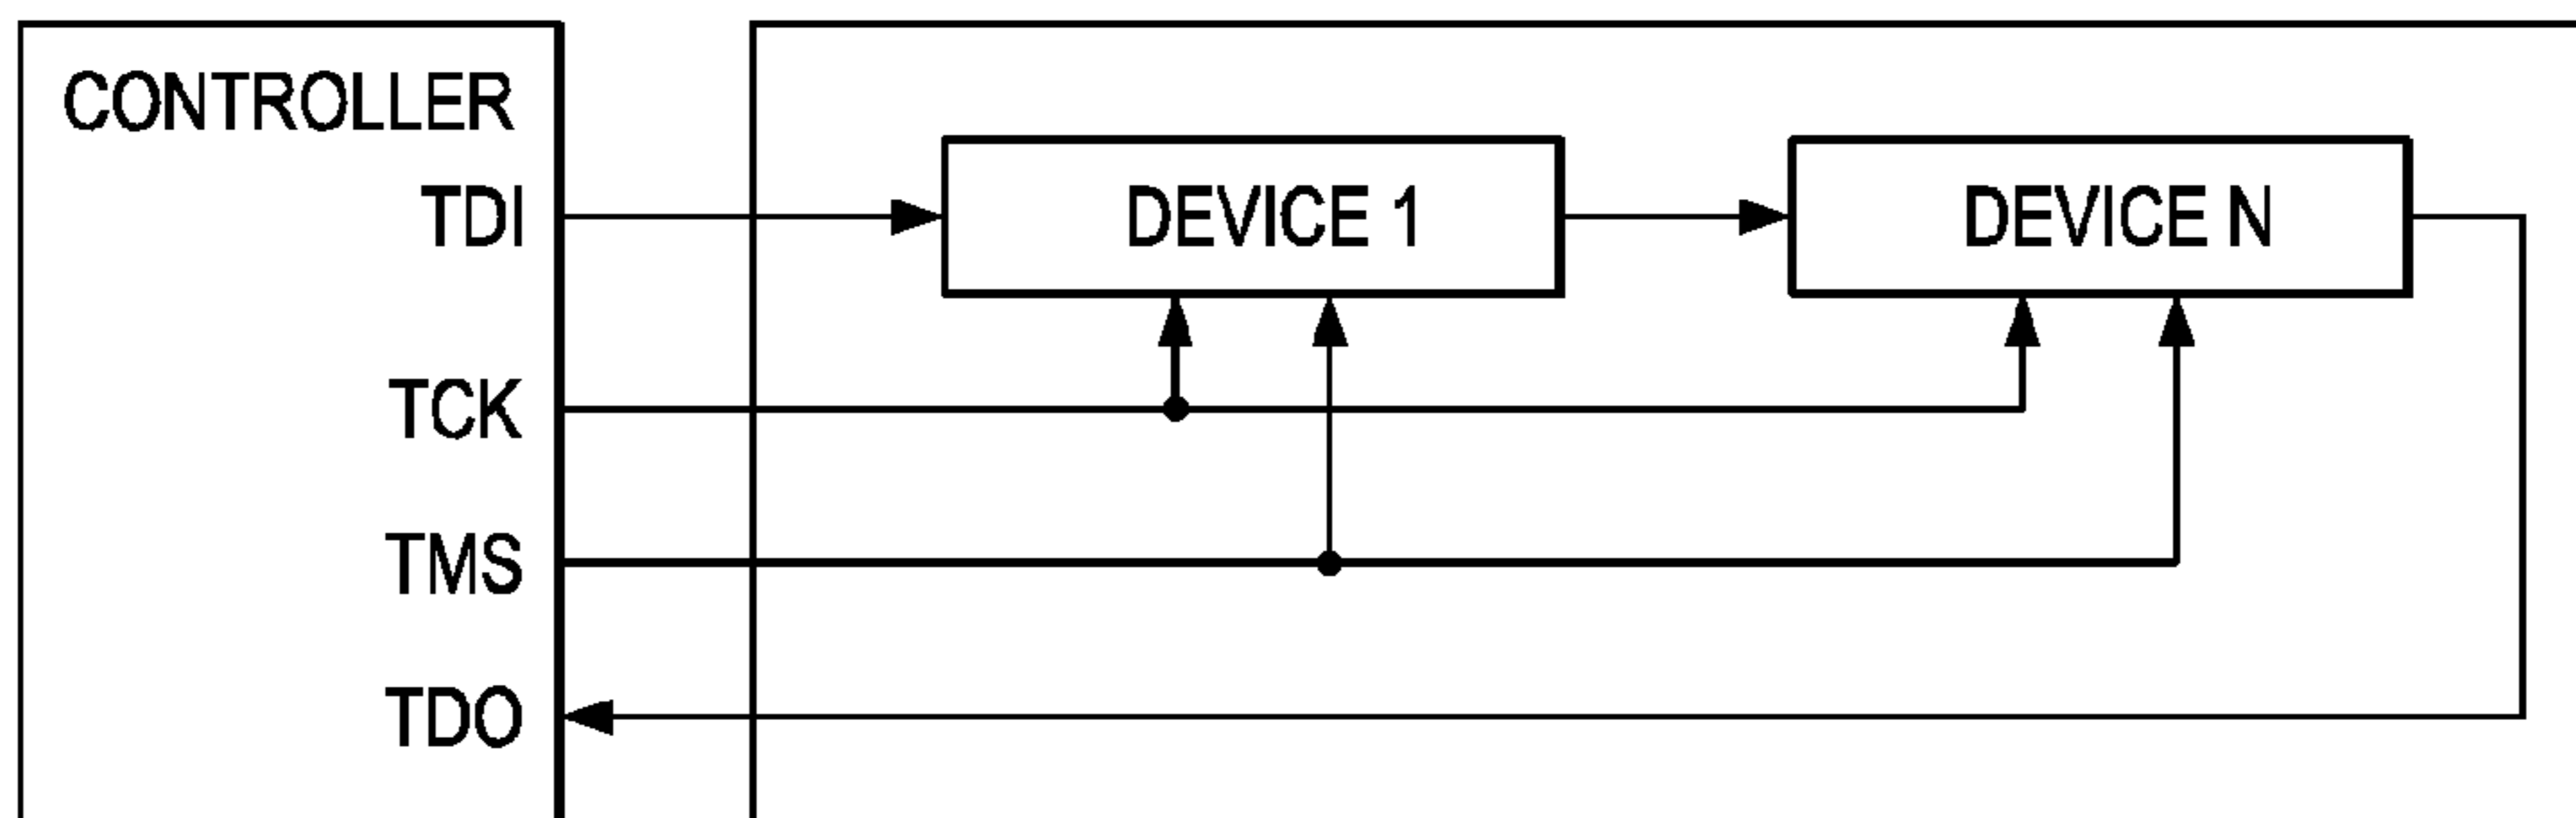 CONTROLLER
TDI
DEVICE 1
DEVICE N
TCK
TMS
TDO